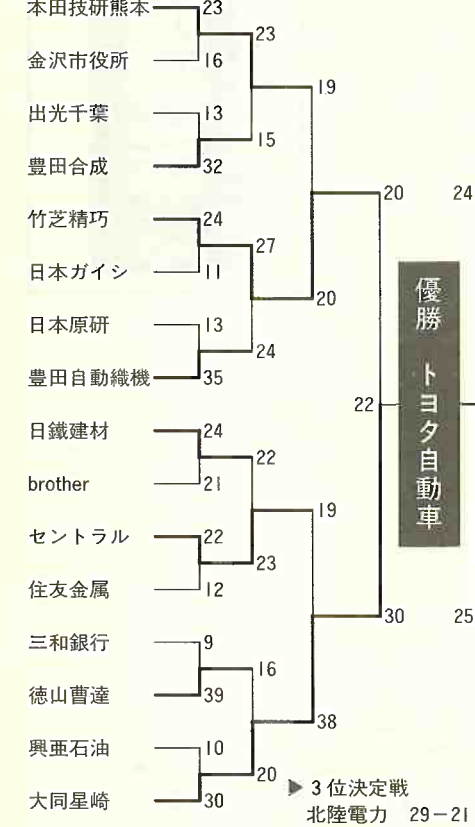 本田技研熊本 23
23
金沢市役所 16
19
出光千葉 13
15
豊田合成 32
20 24
竹芝精巧 24
27
日本ガイシ 11
20
日本原研 13
24
豊田自動織機 35
22
優勝 トヨタ自動車
日鐵建材 24
22
brother 21
19
セントラル 22
23
住友金属 12
30 25
三和銀行 9
16
徳山曹達 39
38
興亜石油 10
20
大同星崎 30
▶ 3位決定戦
北陸電力 29-21